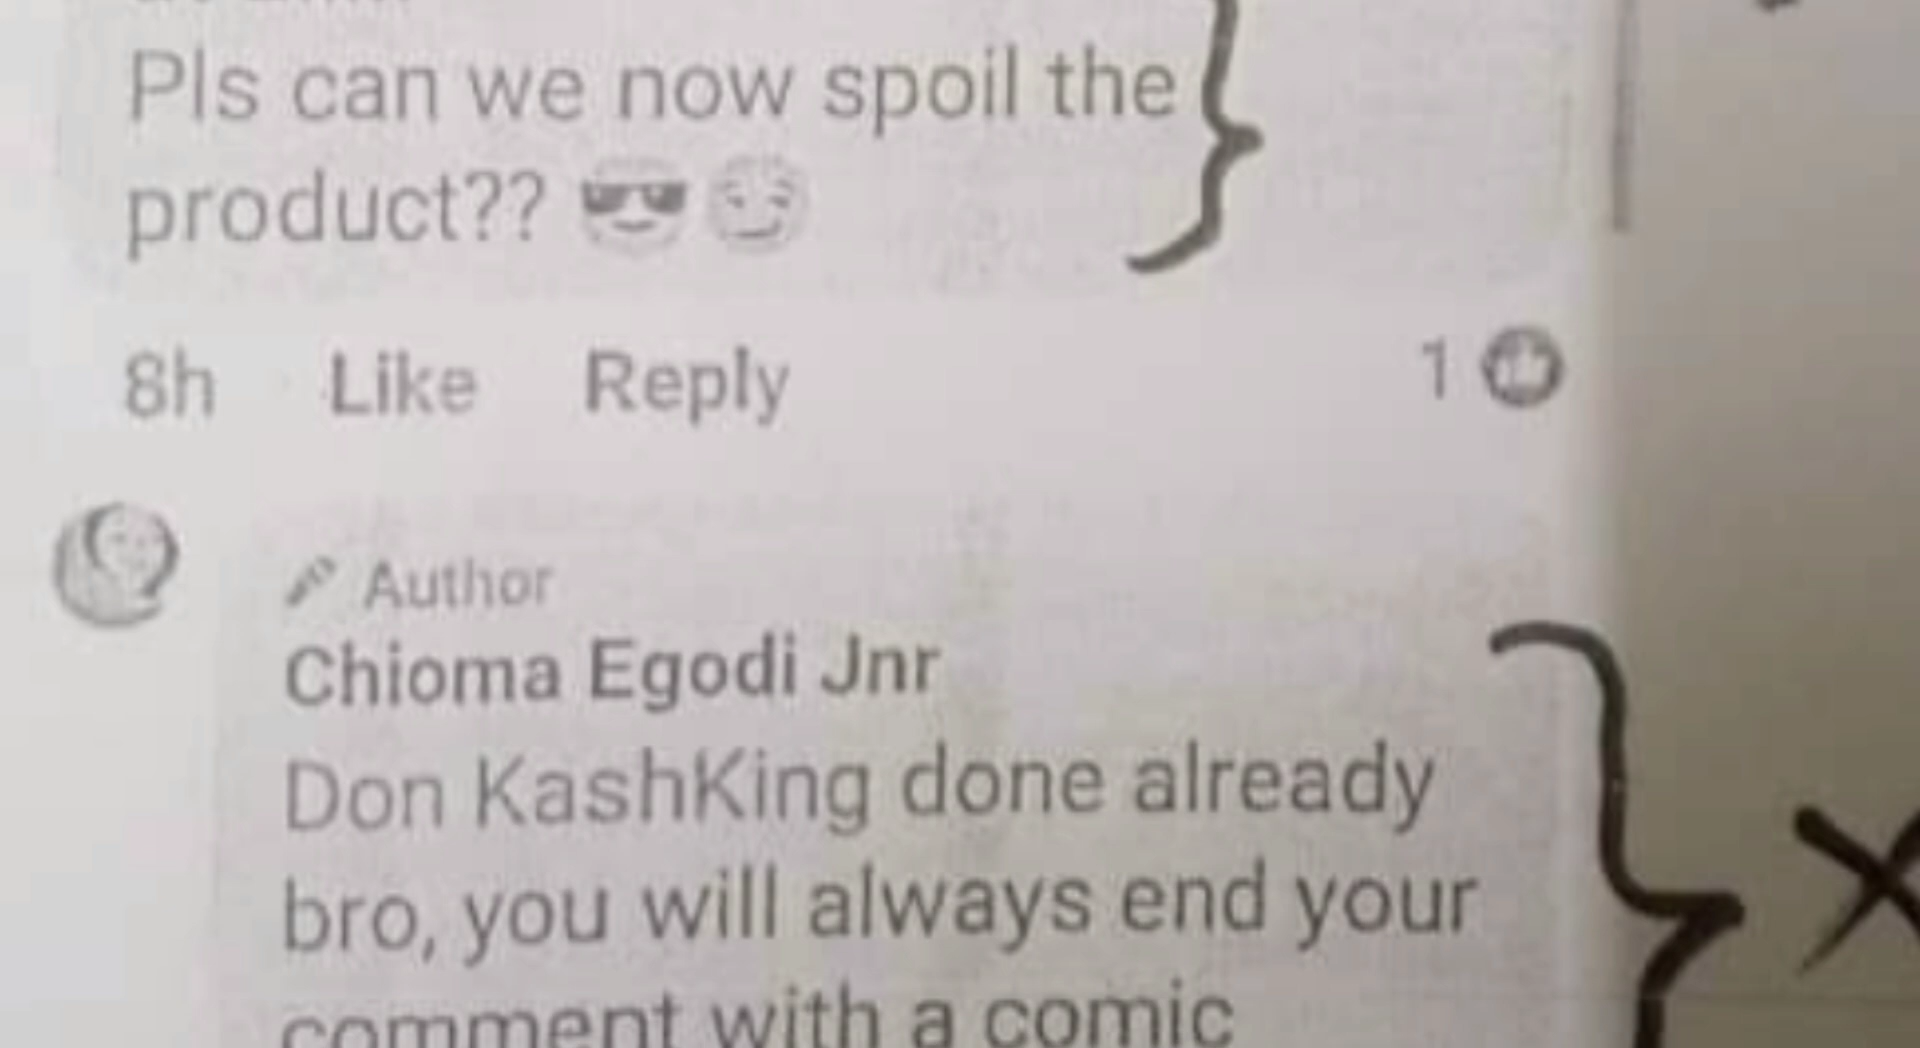 Pls can we now spoil the
product?? 😎😏
8h Like Reply 1
Author
Chioma Egodi Jnr
Don KashKing done already
bro, you will always end your
comment with a comic